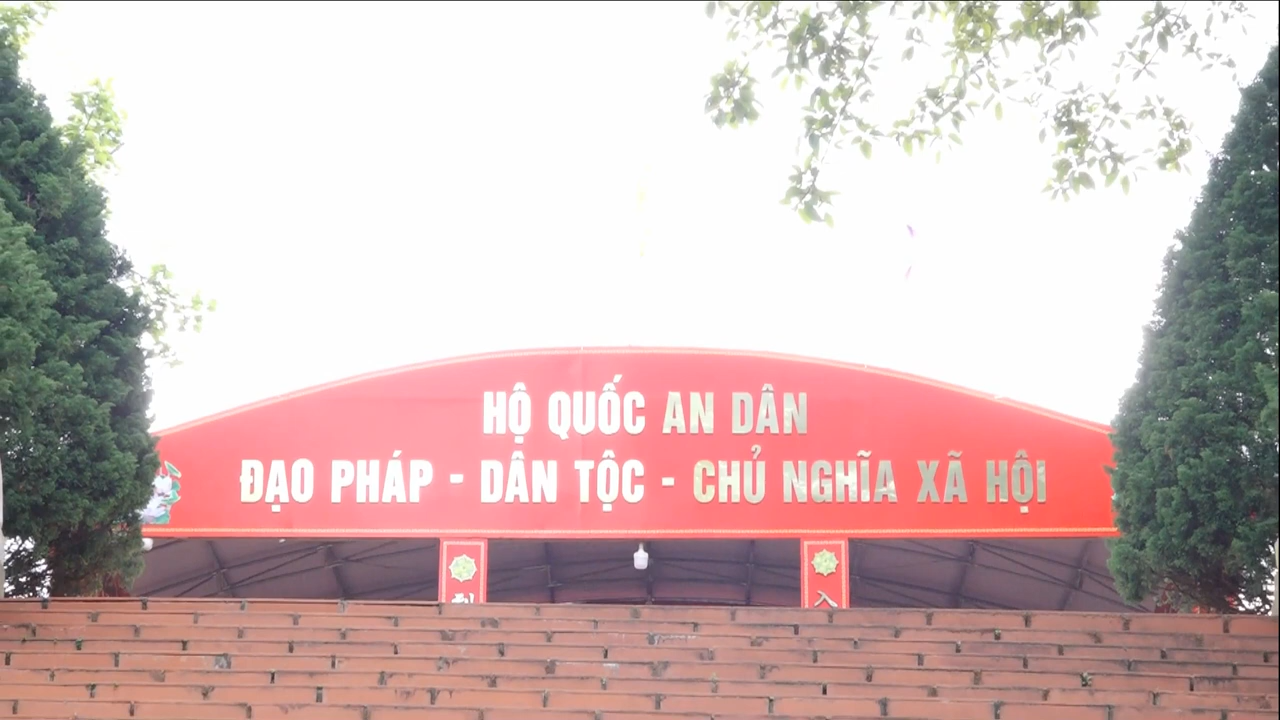 HỘ QUỐC AN DÂN
ĐẠO PHÁP - DÂN TỘC - CHỦ NGHĨA XÃ HỘI